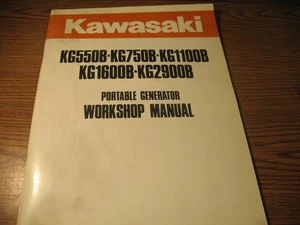 Kawasaki
KG550B·KG750B·KG1100B
KG1600B·KG2900B
PORTABLE GENERATOR
WORKSHOP MANUAL